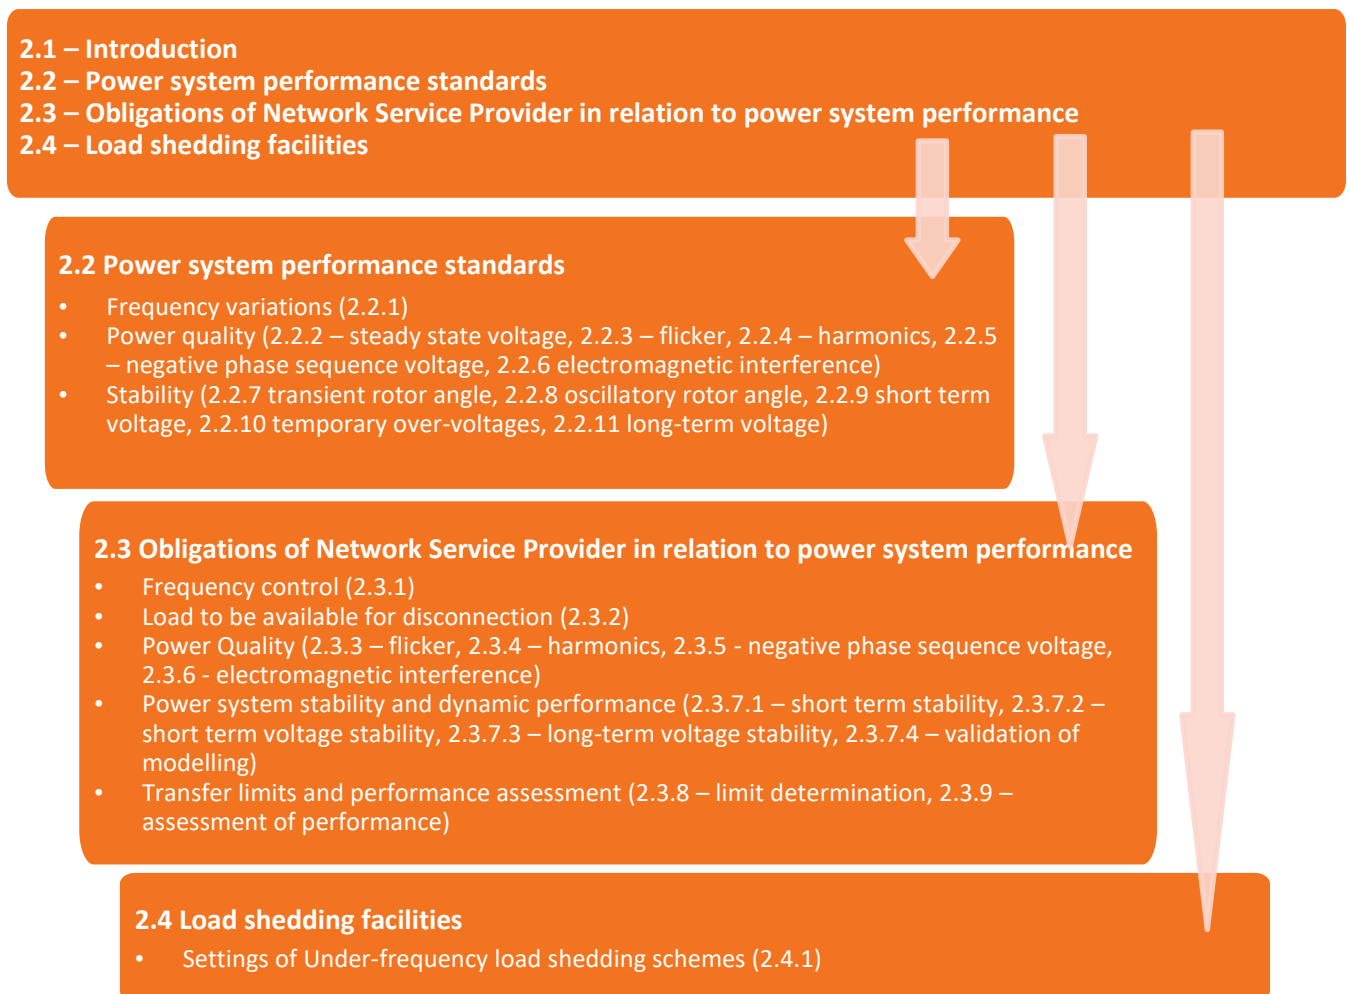 2.1 – Introduction
2.2 – Power system performance standards
2.3 – Obligations of Network Service Provider in relation to power system performance
2.4 – Load shedding facilities
2.2 Power system performance standards
• Frequency variations (2.2.1)
• Power quality (2.2.2 – steady state voltage, 2.2.3 – flicker, 2.2.4 – harmonics, 2.2.5
– negative phase sequence voltage, 2.2.6 electromagnetic interference)
• Stability (2.2.7 transient rotor angle, 2.2.8 oscillatory rotor angle, 2.2.9 short term
voltage, 2.2.10 temporary over-voltages, 2.2.11 long-term voltage)
2.3 Obligations of Network Service Provider in relation to power system performance
• Frequency control (2.3.1)
• Load to be available for disconnection (2.3.2)
• Power Quality (2.3.3 – flicker, 2.3.4 – harmonics, 2.3.5 - negative phase sequence voltage,
2.3.6 - electromagnetic interference)
• Power system stability and dynamic performance (2.3.7.1 – short term stability, 2.3.7.2 –
short term voltage stability, 2.3.7.3 – long-term voltage stability, 2.3.7.4 – validation of
modelling)
• Transfer limits and performance assessment (2.3.8 – limit determination, 2.3.9 –
assessment of performance)
2.4 Load shedding facilities
• Settings of Under-frequency load shedding schemes (2.4.1)